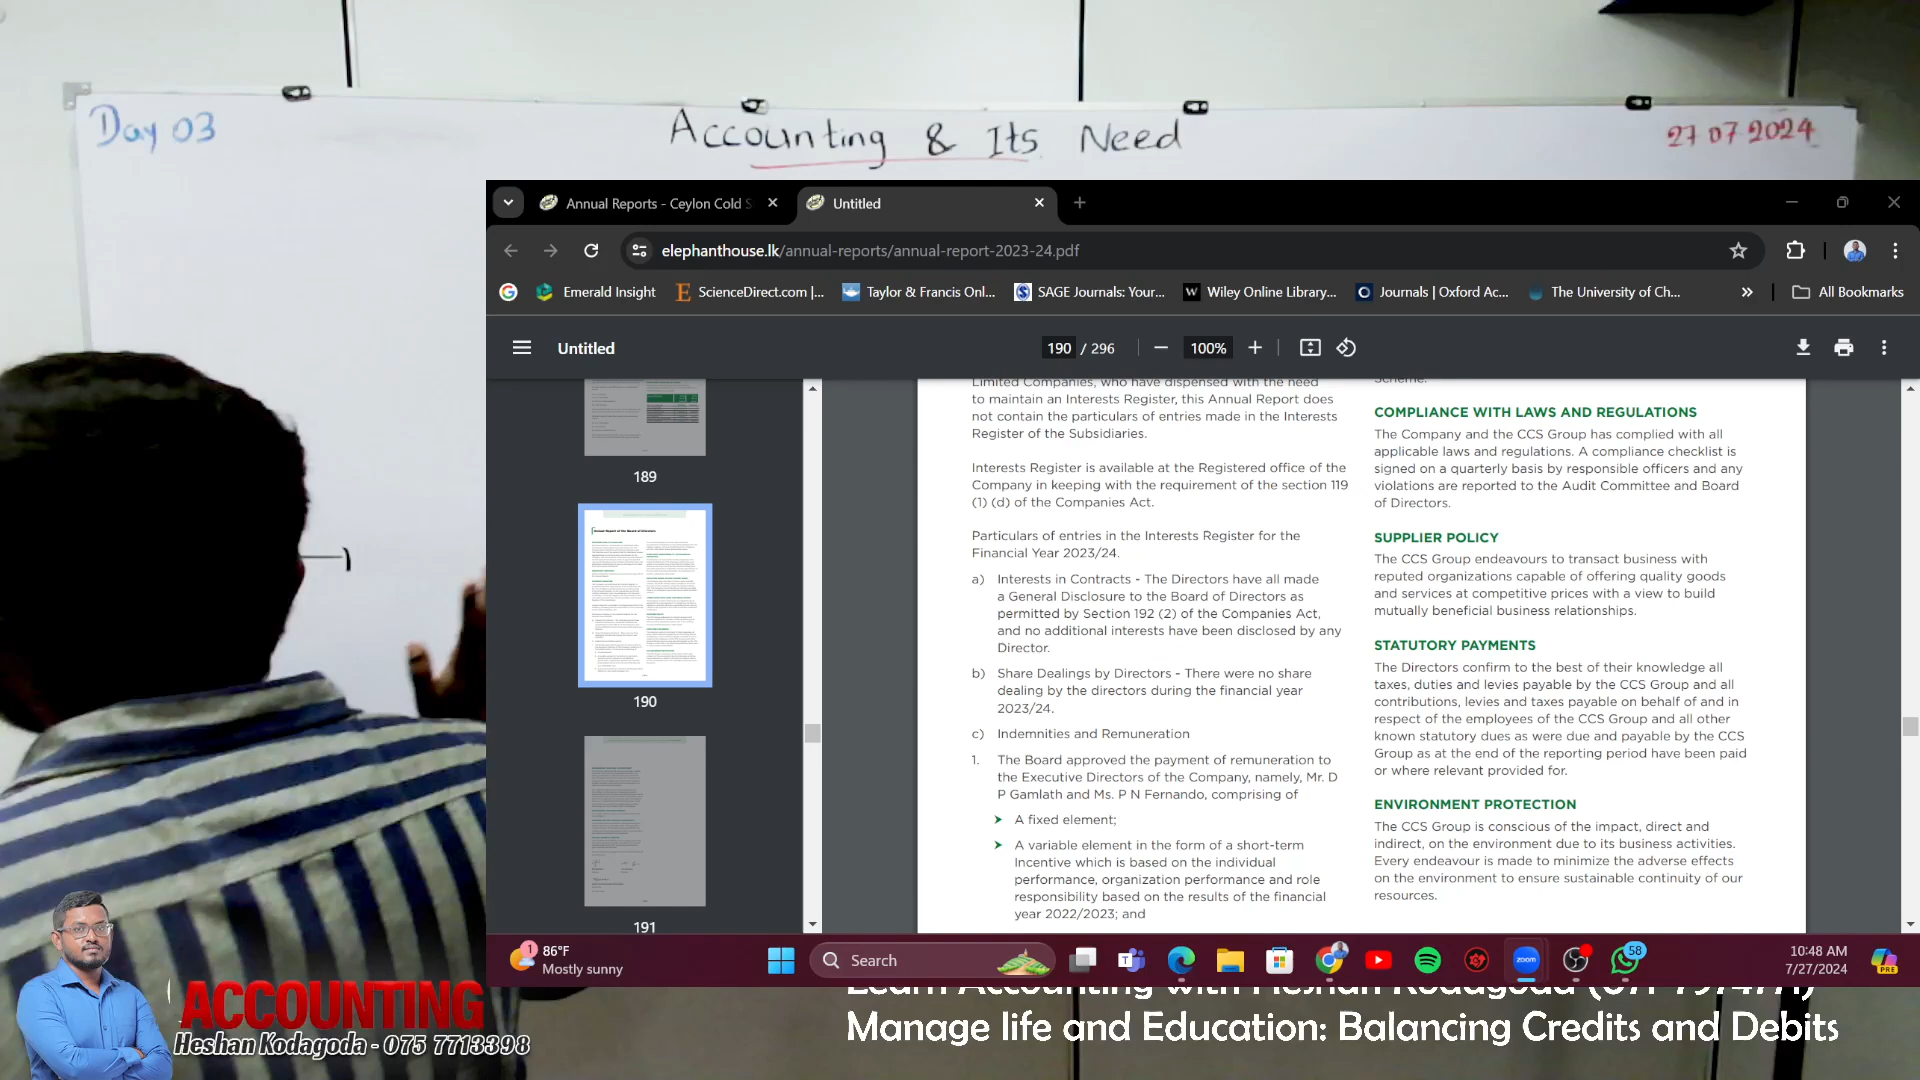 Day 03
Accounting & Its Need
27 07 2024
Annual Reports - Ceylon Cold S
Untitled
elephanthouse.lk/annual-reports/annual-report-2023-24.pdf
Emerald Insight
ScienceDirect.com |...
Taylor & Francis Onl...
SAGE Journals: Your...
Wiley Online Library...
Journals | Oxford Ac...
The University of Ch...
All Bookmarks
Untitled
190 / 296
100%
189
190
191
Limited Companies, who have dispensed with the need
to maintain an Interests Register, this Annual Report does
not contain the particulars of entries made in the Interests
Register of the Subsidiaries.
Interests Register is available at the Registered office of the
Company in keeping with the requirement of the section 119
(1) (d) of the Companies Act.
Particulars of entries in the Interests Register for the
Financial Year 2023/24.
a) Interests in Contracts - The Directors have all made
a General Disclosure to the Board of Directors as
permitted by Section 192 (2) of the Companies Act,
and no additional interests have been disclosed by any
Director.
b) Share Dealings by Directors - There were no share
dealing by the directors during the financial year
2023/24.
c) Indemnities and Remuneration
1. The Board approved the payment of remuneration to
the Executive Directors of the Company, namely, Mr. D
P Gamlath and Ms. P N Fernando, comprising of
A fixed element;
A variable element in the form of a short-term
Incentive which is based on the individual
performance, organization performance and role
responsibility based on the results of the financial
year 2022/2023; and
Scheme.
COMPLIANCE WITH LAWS AND REGULATIONS
The Company and the CCS Group has complied with all
applicable laws and regulations. A compliance checklist is
signed on a quarterly basis by responsible officers and any
violations are reported to the Audit Committee and Board
of Directors.
SUPPLIER POLICY
The CCS Group endeavours to transact business with
reputed organizations capable of offering quality goods
and services at competitive prices with a view to build
mutually beneficial business relationships.
STATUTORY PAYMENTS
The Directors confirm to the best of their knowledge all
taxes, duties and levies payable by the CCS Group and all
contributions, levies and taxes payable on behalf of and in
respect of the employees of the CCS Group and all other
known statutory dues as were due and payable by the CCS
Group as at the end of the reporting period have been paid
or where relevant provided for.
ENVIRONMENT PROTECTION
The CCS Group is conscious of the impact, direct and
indirect, on the environment due to its business activities.
Every endeavour is made to minimize the adverse effects
on the environment to ensure sustainable continuity of our
resources.
1
86°F
Mostly sunny
Search
zoom
58
10:48 AM
7/27/2024
PRE
ACCOUNTING
Heshan Kodagoda - 075 7713398
Learn Accounting with Heshan Kodagoda
Manage life and Education: Balancing Credits and Debits